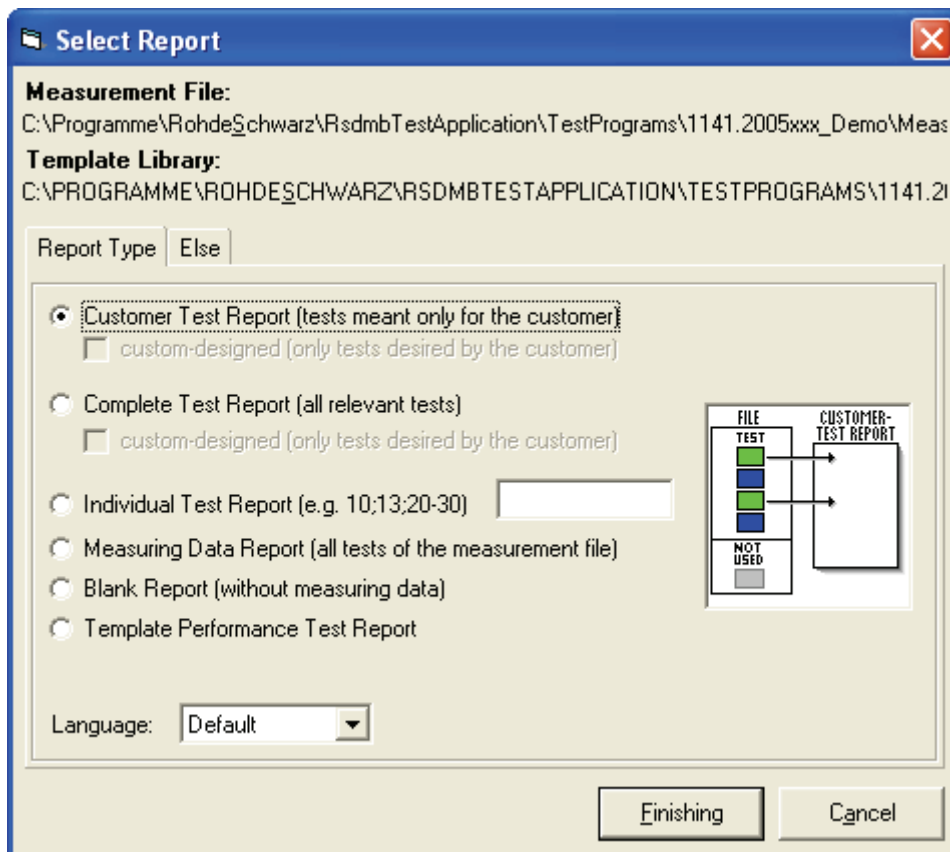 Select Report
Measurement File:
C:\Programme\RohdeSchwarz\RsdmbTestApplication\TestPrograms\1141.2005xxx_Demo\Meas
Template Library:
C:\PROGRAMME\ROHDESCHWARZ\RSDMBTESTAPPLICATION\TESTPROGRAMS\1141.2
Report Type
Else
Customer Test Report (tests meant only for the customer)
custom-designed (only tests desired by the customer)
Complete Test Report (all relevant tests)
custom-designed (only tests desired by the customer)
Individual Test Report (e.g. 10;13;20-30)
Measuring Data Report (all tests of the measurement file)
Blank Report (without measuring data)
Template Performance Test Report
FILE
TEST
NOT
USED
CUSTOMER-
TEST REPORT
Language: Default
Finishing
Cancel